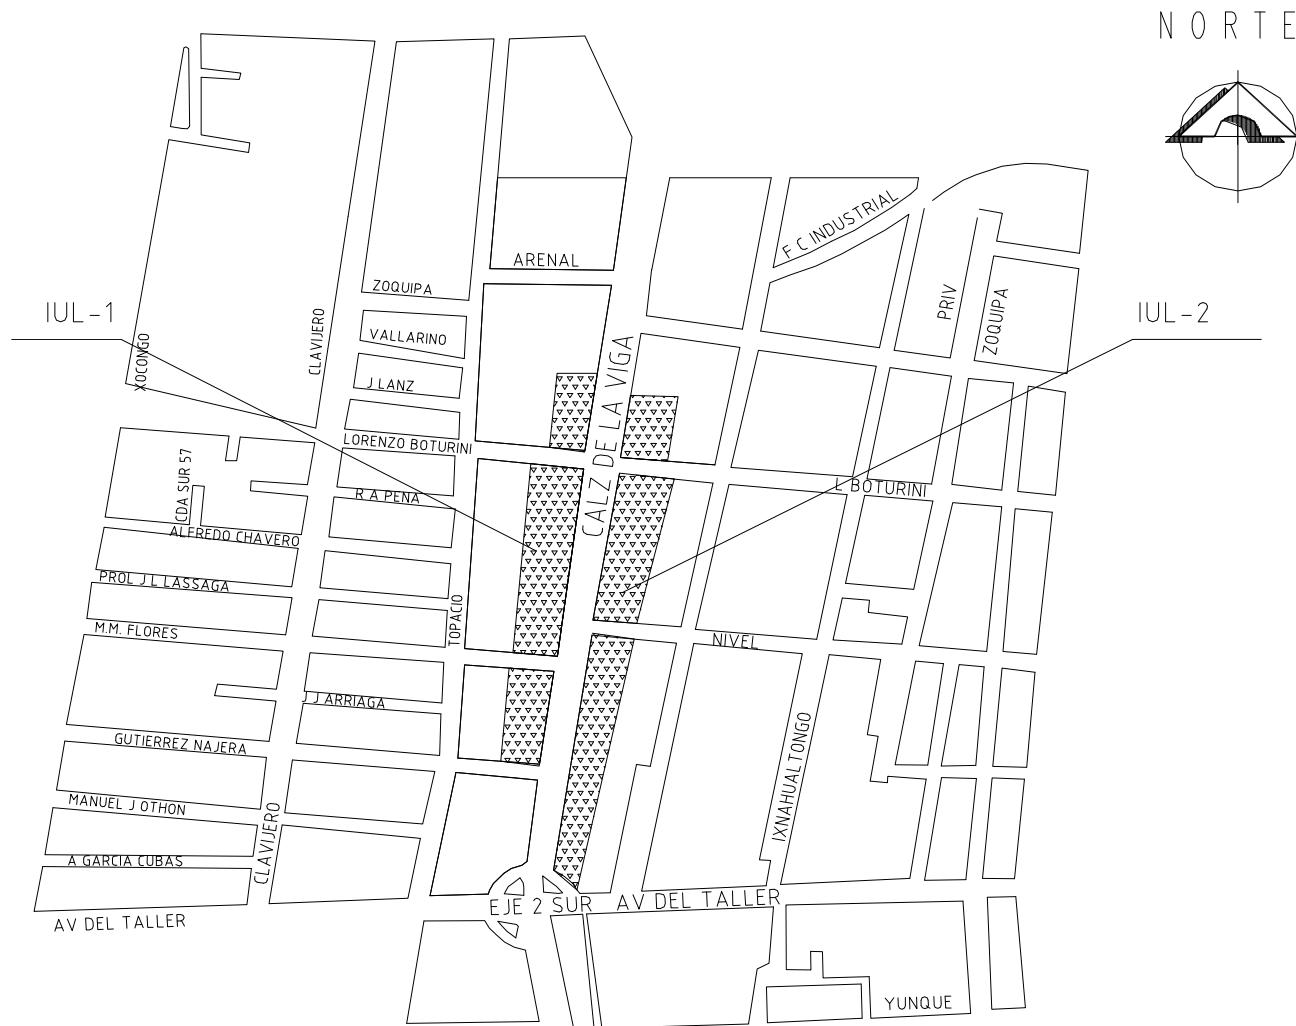 NORTE
F C INDUSTRIAL
ARENAL
ZOQUIPA
PRIV
ZOQUIPA
IUL-1
IUL-2
VALLARINO
CLAVIJERO
XOCONGO
J LANZ
CALZ DE LA VIGA
LORENZO BOTURINI
CDA SUR 57
R A PENA
L BOTURINI
ALFREDO CHAVERO
PROL J L LASSAGA
M.M. FLORES
TOPACIO
NIVEL
J J ARRIAGA
GUTIERREZ NAJERA
IXNAHUALTONGO
MANUEL J OTHON
CLAVIJERO
A GARCIA CUBAS
EJE 2 SUR
AV DEL TALLER
AV DEL TALLER
YUNQUE